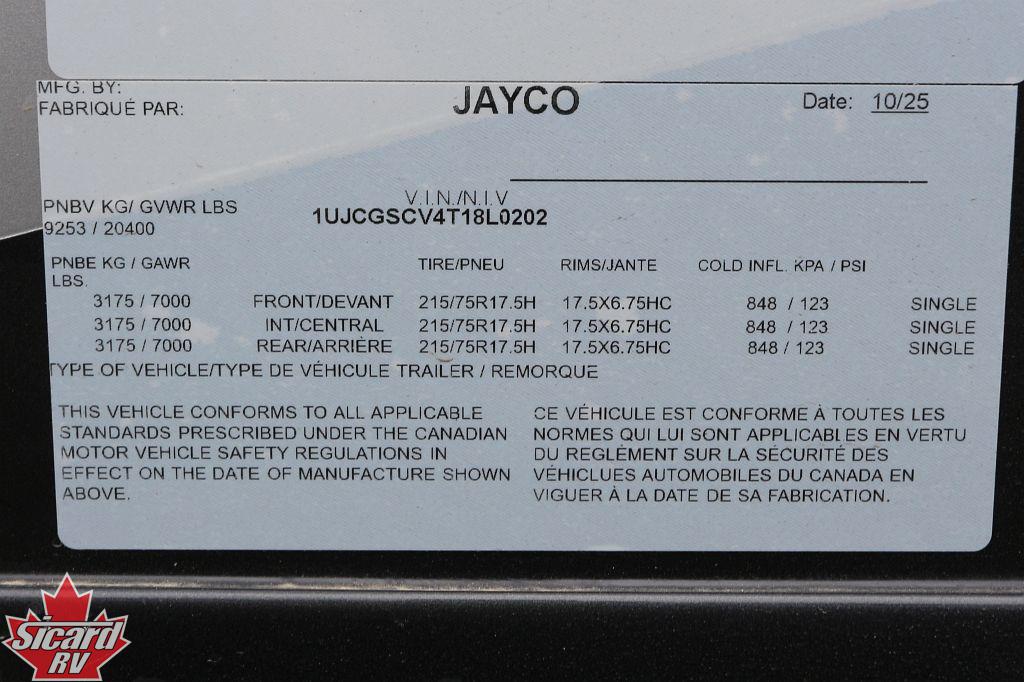 MFG. BY:
FABRIQUÉ PAR:
JAYCO
Date: 10/25
V.I.N./N.I.V
1UJCGSCV4T18L0202
PNBV KG/ GVWR LBS
9253 / 20400
PNBE KG / GAWR LBS. TIRE/PNEU RIMS/JANTE COLD INFL. KPA / PSI
3175 / 7000 FRONT/DEVANT 215/75R17.5H 17.5X6.75HC 848 / 123 SINGLE
3175 / 7000 INT/CENTRAL 215/75R17.5H 17.5X6.75HC 848 / 123 SINGLE
3175 / 7000 REAR/ARRIÈRE 215/75R17.5H 17.5X6.75HC 848 / 123 SINGLE
TYPE OF VEHICLE/TYPE DE VÉHICULE TRAILER / REMORQUE
THIS VEHICLE CONFORMS TO ALL APPLICABLE
STANDARDS PRESCRIBED UNDER THE CANADIAN
MOTOR VEHICLE SAFETY REGULATIONS IN
EFFECT ON THE DATE OF MANUFACTURE SHOWN
ABOVE.
CE VÉHICULE EST CONFORME À TOUTES LES
NORMES QUI LUI SONT APPLICABLES EN VERTU
DU REGLÉMENT SUR LA SÉCURITÉ DES
VÉHICLUES AUTOMOBILES DU CANADA EN
VIGUER À LA DATE DE SA FABRICATION.
Sicard
RV